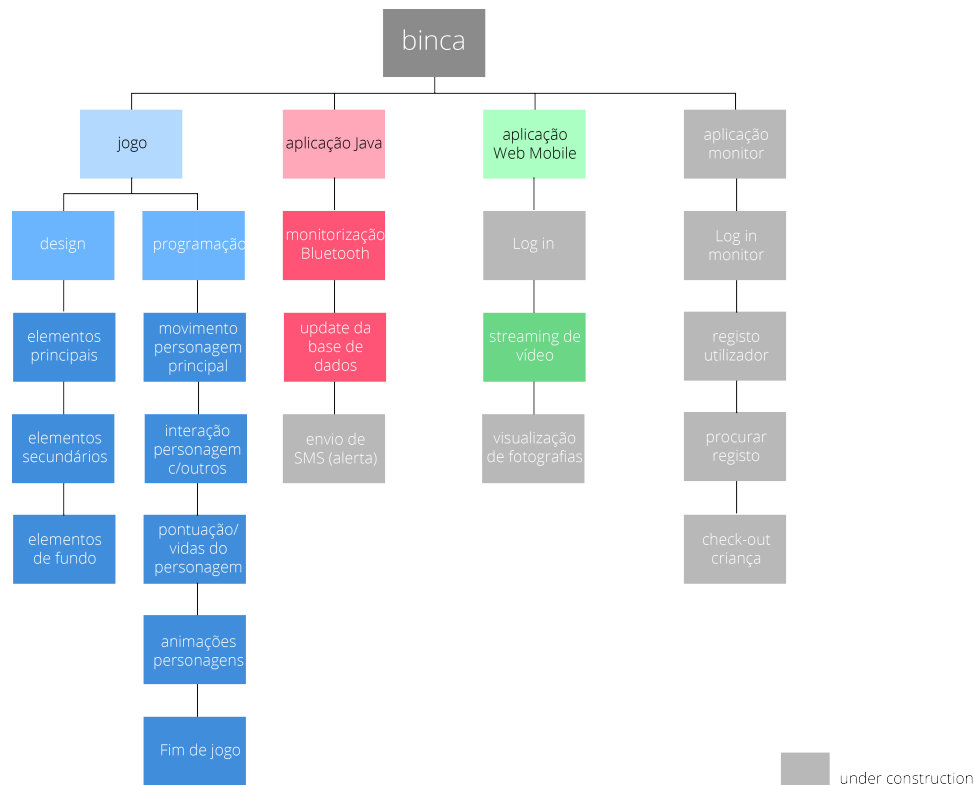 binca
jogo
aplicação Java
aplicação
Web Mobile
aplicação
monitor
design
programação
monitorização
Bluetooth
Log in
Log in
monitor
elementos
principais
movimento
personagem
principal
update da
base de
dados
streaming de
vídeo
registo
utilizador
elementos
secundários
interação
personagem
c/outros
envio de
SMS (alerta)
visualização
de fotografias
procurar
registo
elementos
de fundo
pontuação/
vidas do
personagem
check-out
criança
animações
personagens
Fim de jogo
under construction